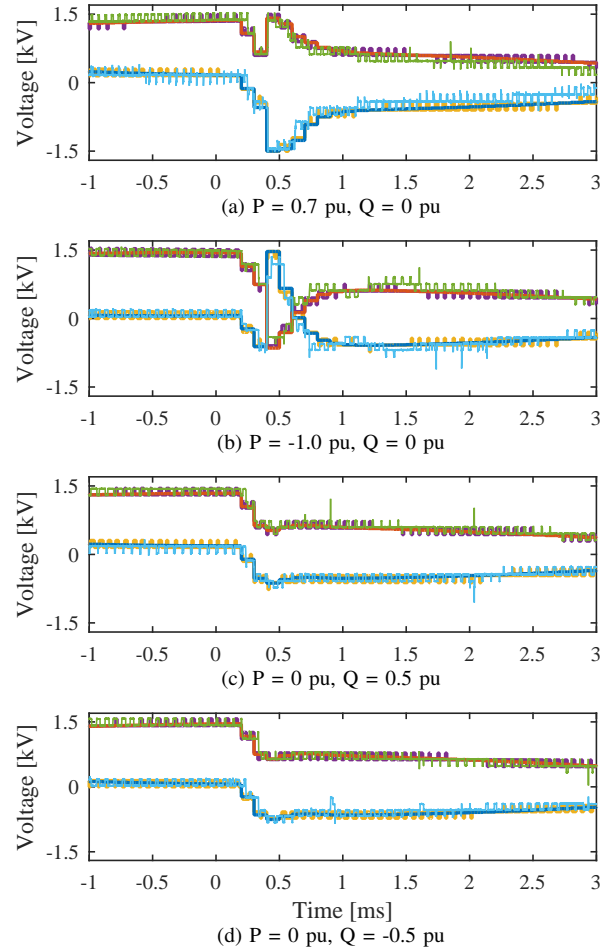 Voltage [kV]
1.5
0
-1.5
-1 -0.5 0 0.5 1 1.5 2 2.5 3
(a) P = 0.7 pu, Q = 0 pu
Voltage [kV]
1.5
0
-1.5
-1 -0.5 0 0.5 1 1.5 2 2.5 3
(b) P = -1.0 pu, Q = 0 pu
Voltage [kV]
1.5
0
-1.5
-1 -0.5 0 0.5 1 1.5 2 2.5 3
(c) P = 0 pu, Q = 0.5 pu
Voltage [kV]
1.5
0
-1.5
-1 -0.5 0 0.5 1 1.5 2 2.5 3
Time [ms]
(d) P = 0 pu, Q = -0.5 pu